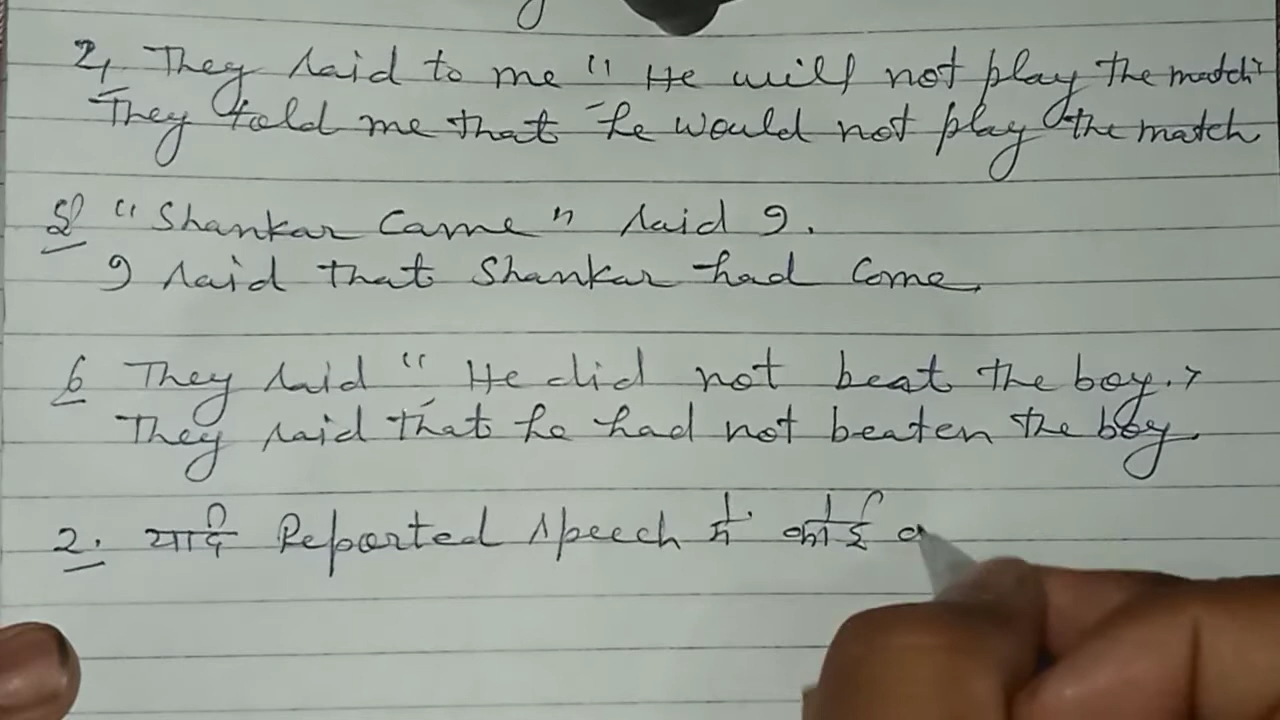 2, They said to me " He will not play the match"
They told me that he would not play the match
5 "Shankar Came" said I.
I said that Shankar had Come.
6 They said " He did not beat the boy."
They said that he had not beaten the boy.
2. यदि Reported speech में कोई